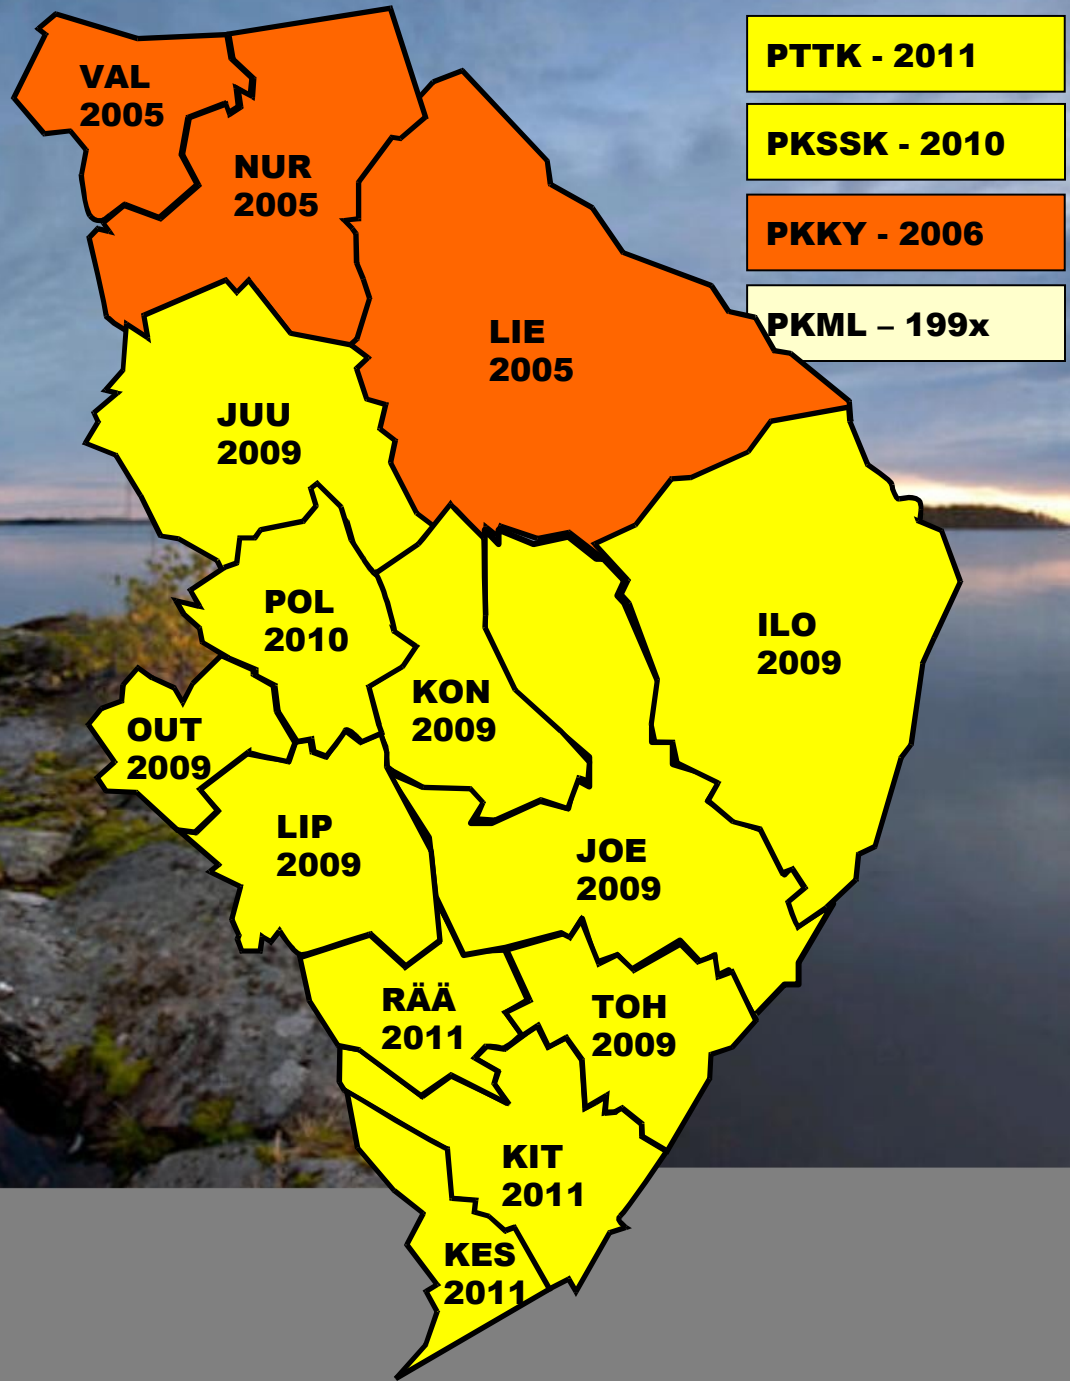 PTTK - 2011
PKSSK - 2010
PKKY - 2006
PKML – 199x
VAL
2005
NUR
2005
LIE
2005
JUU
2009
POL
2010
ILO
2009
KON
2009
OUT
2009
LIP
2009
JOE
2009
RÄÄ
2011
TOH
2009
KIT
2011
KES
2011